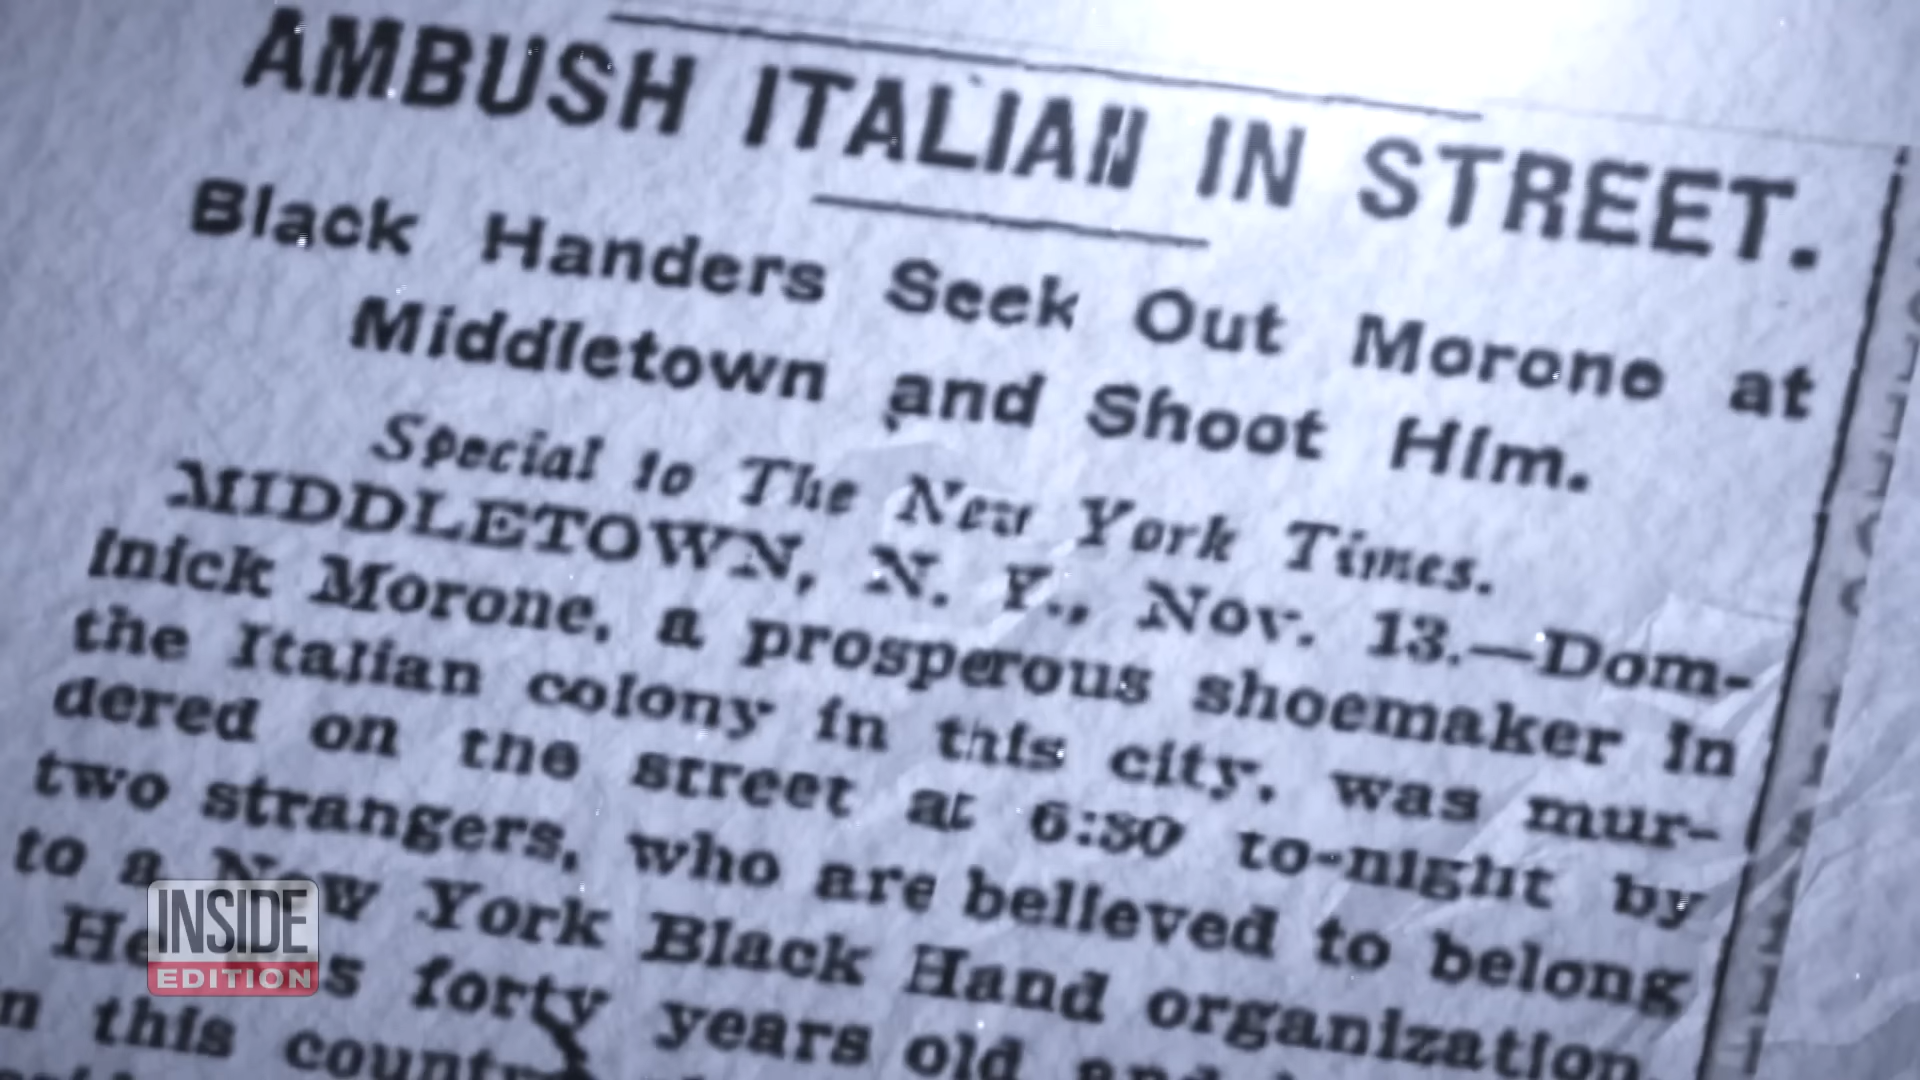 AMBUSH ITALIAN IN STREET.
Black Handers Seek Out Morone at
Middletown and Shoot Him.
Special to The New York Times.
MIDDLETOWN, N. Y., Nov. 13.—Dom-
inick Morone, a prosperous shoemaker in
the Italian colony in this city, was mur-
dered on the street at 6:30 to-night by
two strangers, who are believed to belong
to a New York Black Hand organization
He forty years old and
this
INSIDE
EDITION